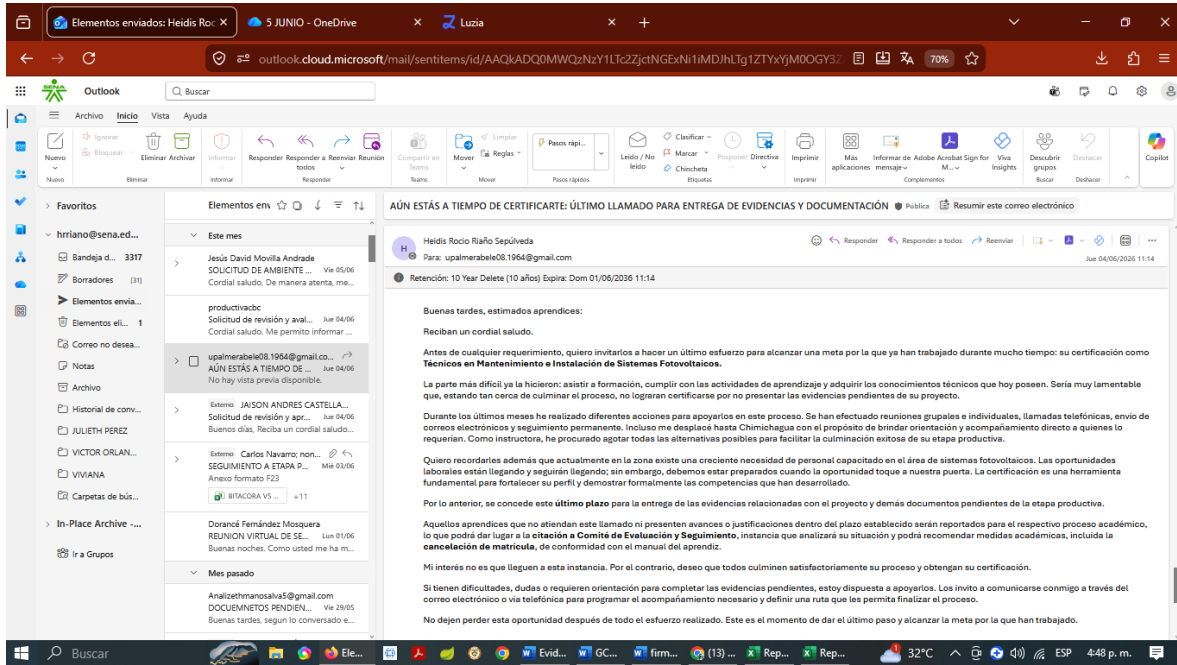 Elementos enviados: Heidis Roc
5 JUNIO - OneDrive
Luzia
outlook.cloud.microsoft/mail/sentitems/id/AAQkADQ0MWQzNzY1LTc2ZjctNGExNi1iMDJhLTg1ZTYxYjM0OGY3Z
70%
SENA
Outlook
Buscar
Archivo Inicio Vista Ayuda
Nuevo
Nuevo
Ignorar
Bloquear
Eliminar Archivar
Eliminar
Informar
Informar
Responder Responder a todos Reenviar Reunión
Responder
Compartir en Teams
Teams
Mover
Limpiar
Reglas
Mover
Pasos rápi...
Pasos rápidos
Leído / No leído
Clasificar
Marcar
Chincheta
Posponer Directiva
Etiquetas
Imprimir
Imprimir
Más aplicaciones
Informar de mensaje
Adobe Acrobat Sign for M...
Viva Insights
Complementos
Descubrir grupos
Buscar
Deshacer
Deshacer
Copilot
Favoritos
hrriano@sena.ed...
Bandeja d... 3317
Borradores [31]
Elementos envia...
Elementos eli... 1
Correo no desea...
Notas
Archivo
Historial de conv...
JULIETH PEREZ
VICTOR ORLAN...
VIVIANA
Carpetas de bús...
In-Place Archive -...
Ir a Grupos
Elementos env
Este mes
Jesús David Movilla Andrade
SOLICITUD DE AMBIENTE ... Vie 05/06
Cordial saludo, De manera atenta, me...
productivacbc
Solicitud de revisión y aval... Jue 04/06
Cordial saludo. Me permito informar ...
upalmerabele08.1964@gmail.co...
AÚN ESTÁS A TIEMPO DE ... Jue 04/06
No hay vista previa disponible.
Externo JAISON ANDRES CASTELLA...
Solicitud de revisión y apr... Jue 04/06
Buenos días, Reciba un cordial saludo...
Externo Carlos Navarro; non...
SEGUIMIENTO A ETAPA P... Mié 03/06
Anexo formato F23
BITACORA VS ... +11
Dorancé Fernández Mosquera
REUNION VIRTUAL DE SE... Lun 01/06
Buenas noches. Como usted me ha m...
Mes pasado
Analizethmanosalva5@gmail.com
DOCUEMNETOS PENDIEN... Vie 29/05
Buenas tardes, segun lo conversado e...
AÚN ESTÁS A TIEMPO DE CERTIFICARTE: ÚLTIMO LLAMADO PARA ENTREGA DE EVIDENCIAS Y DOCUMENTACIÓN Pública Resumir este correo electrónico
H
Heidis Rocio Riaño Sepúlveda
Para: upalmerabele08.1964@gmail.com
Responder Responder a todos Reenviar
Jue 04/06/2026 11:14
Retención: 10 Year Delete (10 años) Expira: Dom 01/06/2036 11:14
Buenas tardes, estimados aprendices:
Reciban un cordial saludo.
Antes de cualquier requerimiento, quiero invitarlos a hacer un último esfuerzo para alcanzar una meta por la que ya han trabajado durante mucho tiempo: su certificación como
Técnicos en Mantenimiento e Instalación de Sistemas Fotovoltaicos.
La parte más difícil ya la hicieron: asistir a formación, cumplir con las actividades de aprendizaje y adquirir los conocimientos técnicos que hoy poseen. Sería muy lamentable
que, estando tan cerca de culminar el proceso, no lograran certificarse por no presentar las evidencias pendientes de su proyecto.
Durante los últimos meses he realizado diferentes acciones para apoyarlos en este proceso. Se han efectuado reuniones grupales e individuales, llamadas telefónicas, envío de
correos electrónicos y seguimiento permanente. Incluso me desplacé hasta Chimichagua con el propósito de brindar orientación y acompañamiento directo a quienes lo
requerían. Como instructora, he procurado agotar todas las alternativas posibles para facilitar la culminación exitosa de su etapa productiva.
Quiero recordarles además que actualmente en la zona existe una creciente necesidad de personal capacitado en el área de sistemas fotovoltaicos. Las oportunidades
laborales están llegando y seguirán llegando; sin embargo, debemos estar preparados cuando la oportunidad toque a nuestra puerta. La certificación es una herramienta
fundamental para fortalecer su perfil y demostrar formalmente las competencias que han desarrollado.
Por lo anterior, se concede este último plazo para la entrega de las evidencias relacionadas con el proyecto y demás documentos pendientes de la etapa productiva.
Aquellos aprendices que no atiendan este llamado ni presenten avances o justificaciones dentro del plazo establecido serán reportados para el respectivo proceso académico,
lo que podrá dar lugar a la citación a Comité de Evaluación y Seguimiento, instancia que analizará su situación y podrá recomendar medidas académicas, incluida la
cancelación de matrícula, de conformidad con el manual del aprendiz.
Mi interés no es que lleguen a esta instancia. Por el contrario, deseo que todos culminen satisfactoriamente su proceso y obtengan su certificación.
Si tienen dificultades, dudas o requieren orientación para completar las evidencias pendientes, estoy dispuesta a apoyarlos. Los invito a comunicarse conmigo a través del
correo electrónico o vía telefónica para programar el acompañamiento necesario y definir una ruta que les permita finalizar el proceso.
No dejen perder esta oportunidad después de todo el esfuerzo realizado. Este es el momento de dar el último paso y alcanzar la meta por la que han trabajado.
Buscar
Ele...
Evid...
GC...
firm...
(13) ...
Rep...
Rep...
32°C
ESP
4:48 p. m.